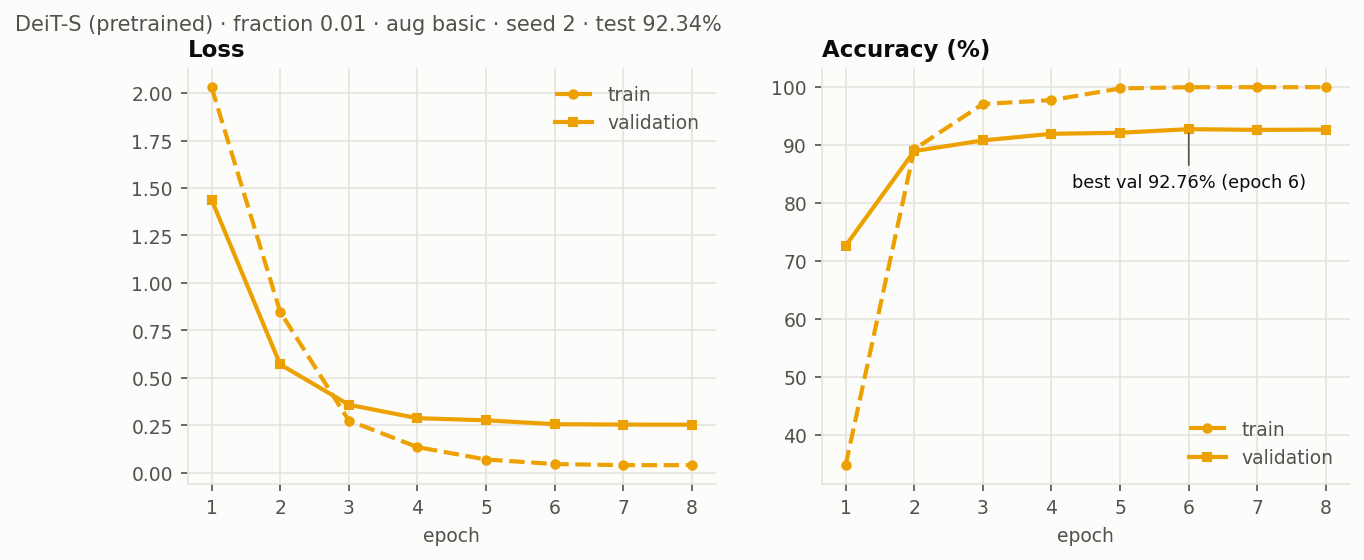 DeiT-S (pretrained) · fraction 0.01 · aug basic · seed 2 · test 92.34%
Loss
2.00
1.75
1.50
1.25
1.00
0.75
0.50
0.25
0.00
train
validation
1 2 3 4 5 6 7 8
epoch
Accuracy (%)
100
90
80
70
60
50
40
best val 92.76% (epoch 6)
train
validation
1 2 3 4 5 6 7 8
epoch